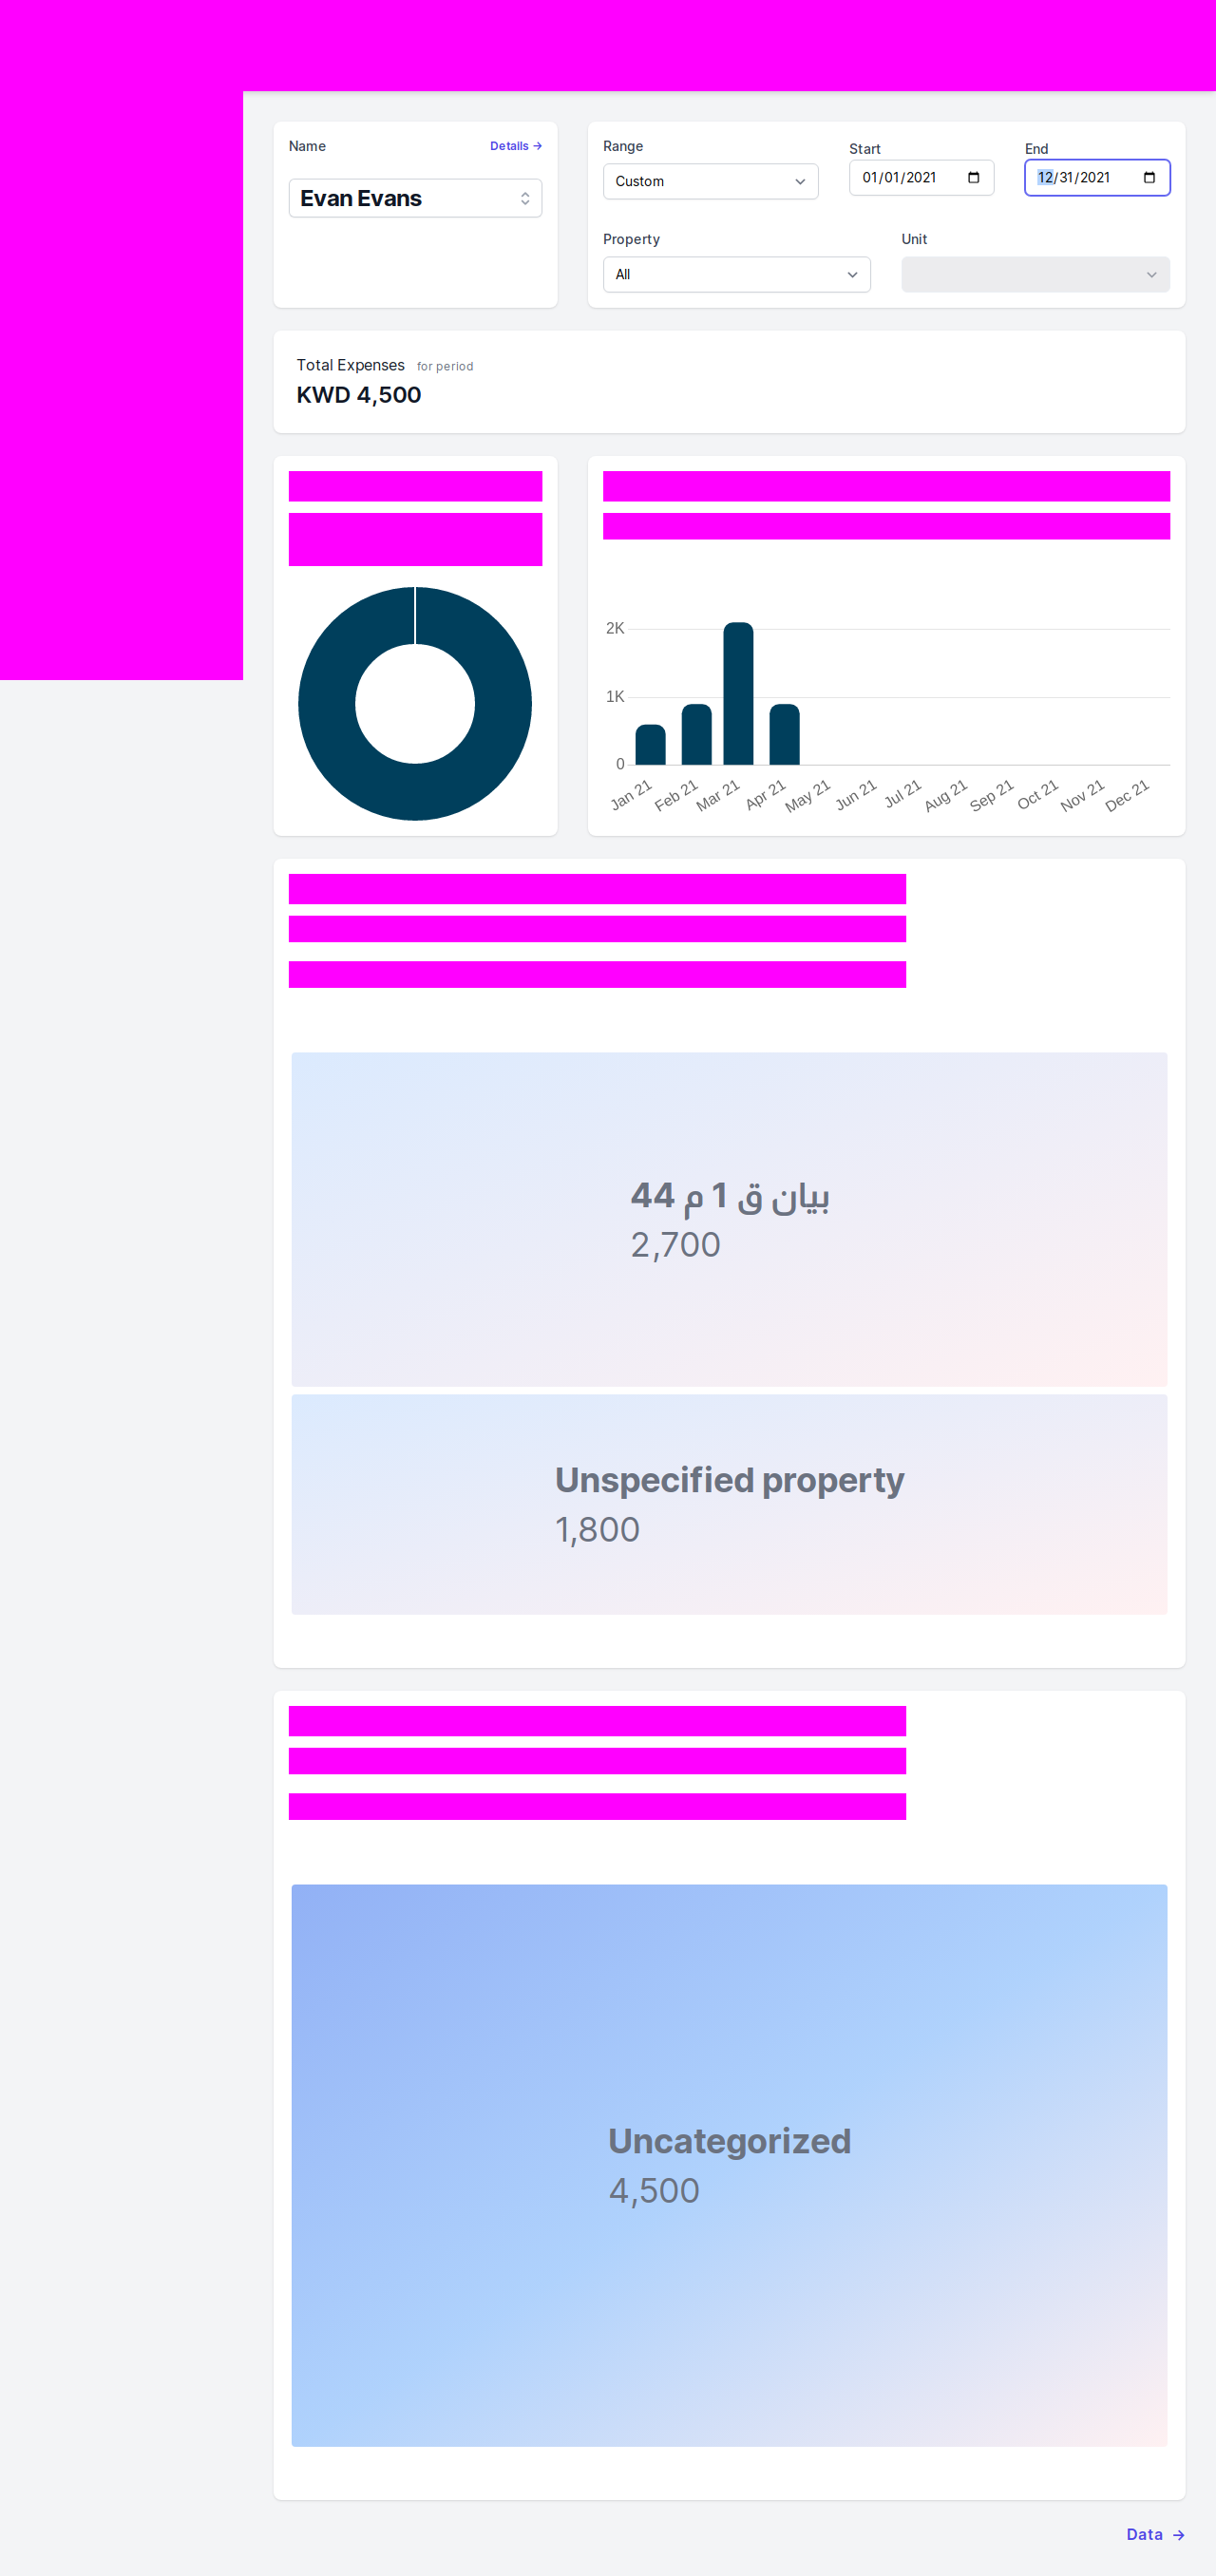 Name
Details →
Evan Evans
Range
Custom
Start
01/01/2021
End
12/31/2021
Property
All
Unit
Total Expenses for period
KWD 4,500
2K
1K
0
Jan 21
Feb 21
Mar 21
Apr 21
May 21
Jun 21
Jul 21
Aug 21
Sep 21
Oct 21
Nov 21
Dec 21
بيان ق 1 م 44
2,700
Unspecified property
1,800
Uncategorized
4,500
Data →